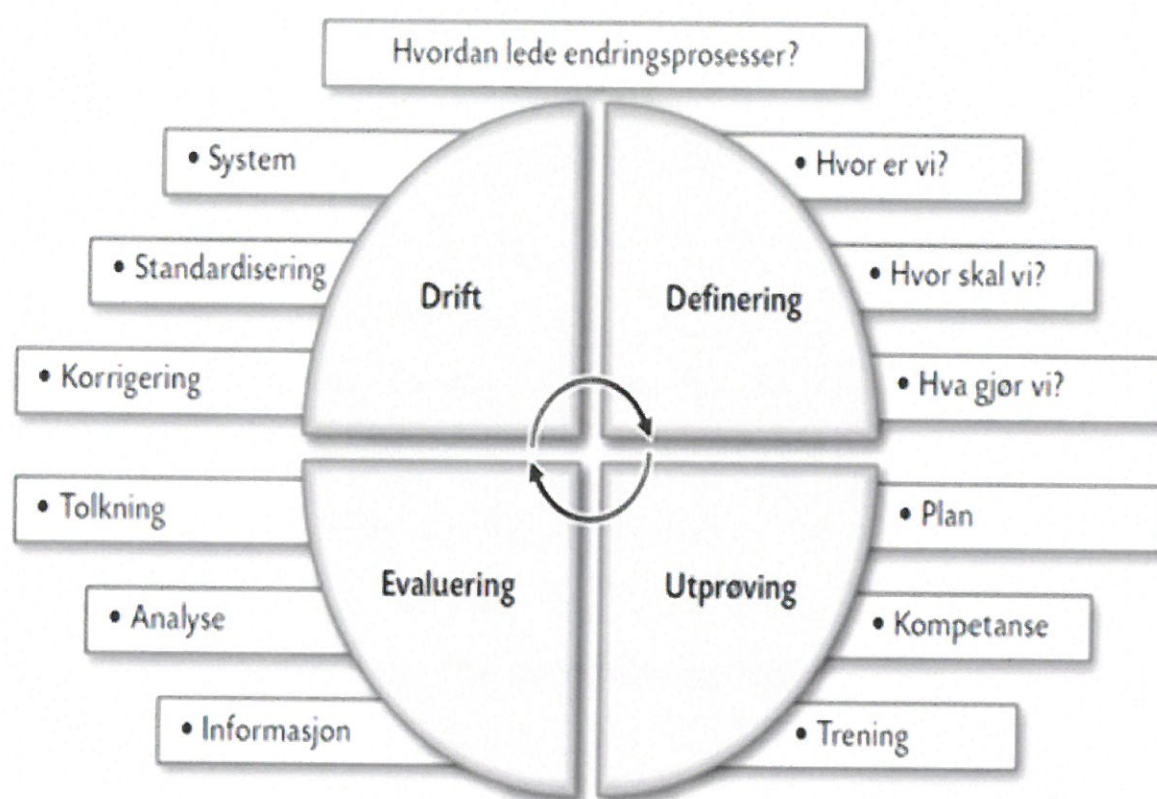 Hvordan lede endringsprosesser?
• System
• Hvor er vi?
• Standardisering
• Hvor skal vi?
Drift
Definering
• Korrigering
• Hva gjør vi?
• Tolkning
• Plan
Evaluering
Utprøving
• Analyse
• Kompetanse
• Informasjon
• Trening